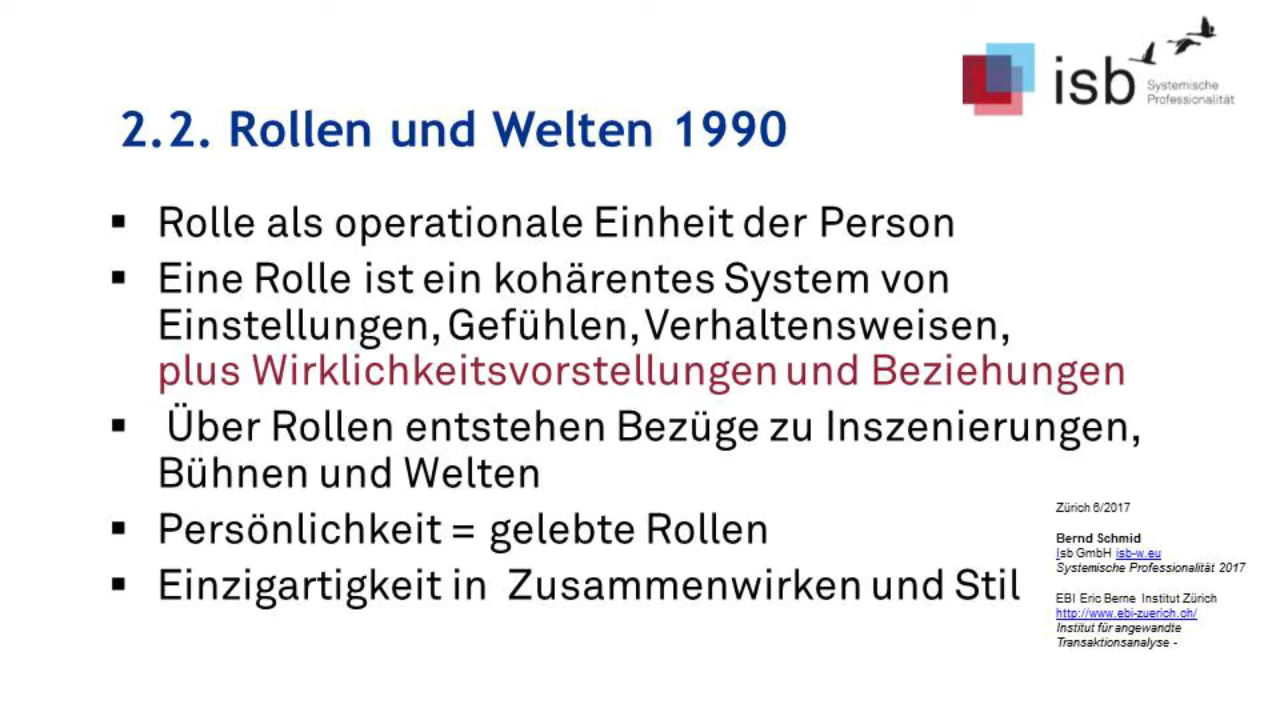 isb Systemische
Professionalität
2.2. Rollen und Welten 1990
▪ Rolle als operationale Einheit der Person
▪ Eine Rolle ist ein kohärentes System von
Einstellungen, Gefühlen, Verhaltensweisen,
plus Wirklichkeitsvorstellungen und Beziehungen
▪ Über Rollen entstehen Bezüge zu Inszenierungen,
Bühnen und Welten
▪ Persönlichkeit = gelebte Rollen
▪ Einzigartigkeit in Zusammenwirken und Stil
Zürich 6/2017
Bernd Schmid
Isb GmbH isb-w.eu
Systemische Professionalität 2017
EBI Eric Berne Institut Zürich
http://www.ebi-zuerich.ch/
Institut für angewandte
Transaktionsanalyse -